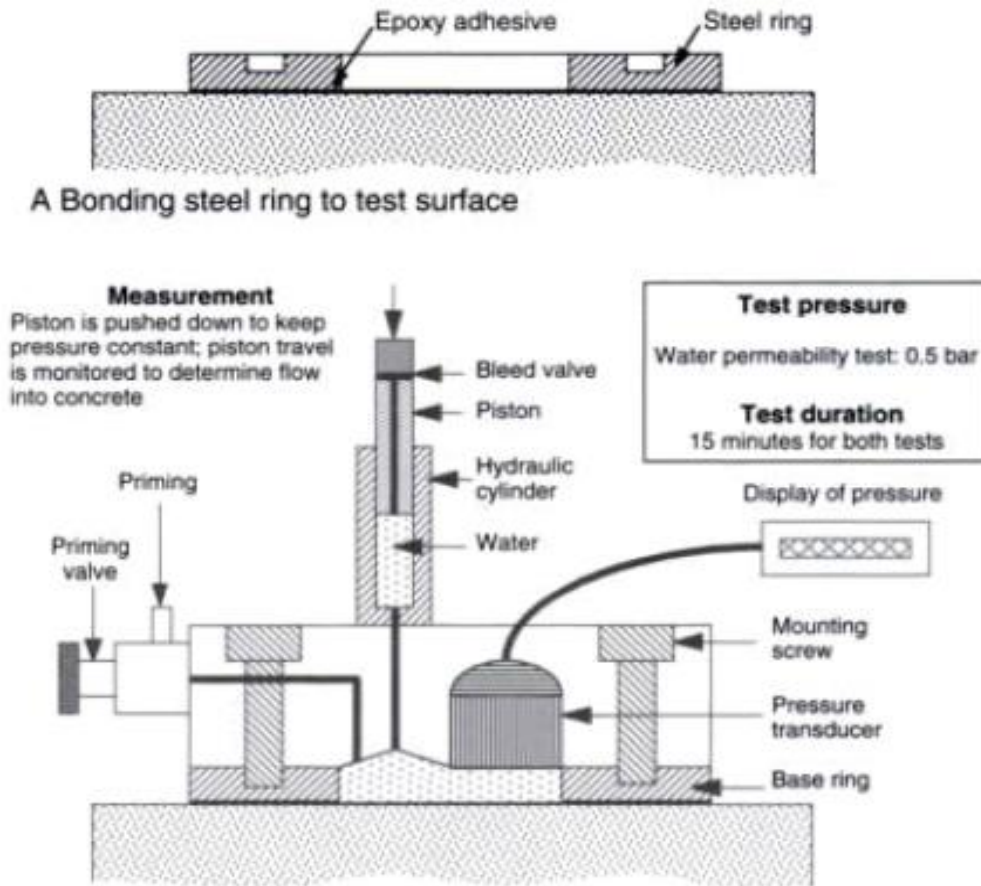 Epoxy adhesive
Steel ring
A Bonding steel ring to test surface
Measurement
Piston is pushed down to keep
pressure constant; piston travel
is monitored to determine flow
into concrete
Test pressure
Water permeability test: 0.5 bar
Test duration
15 minutes for both tests
Bleed valve
Piston
Hydraulic
cylinder
Water
Priming
Priming
valve
Display of pressure
Mounting
screw
Pressure
transducer
Base ring